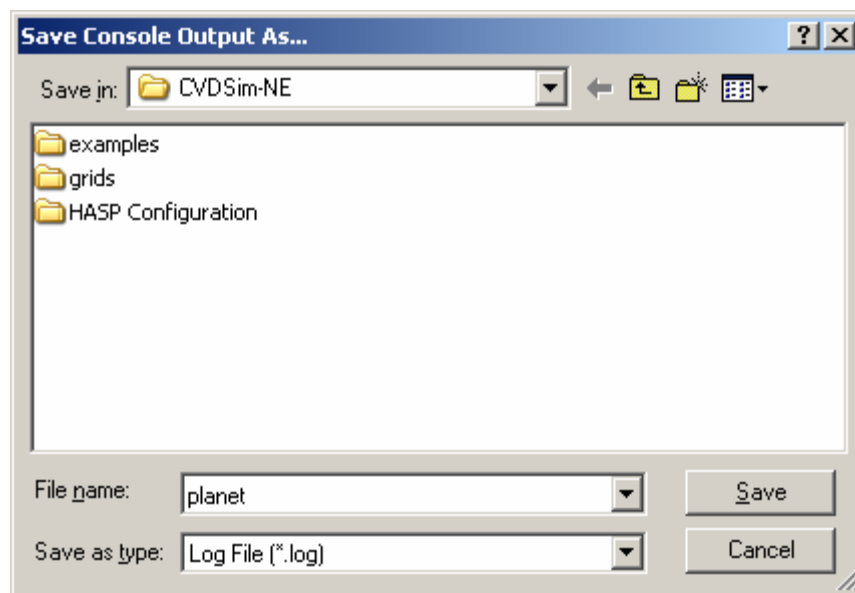 Save Console Output As...
Save in: CVDSim-NE
examples
grids
HASP Configuration
File name: planet Save
Save as type: Log File (*.log) Cancel